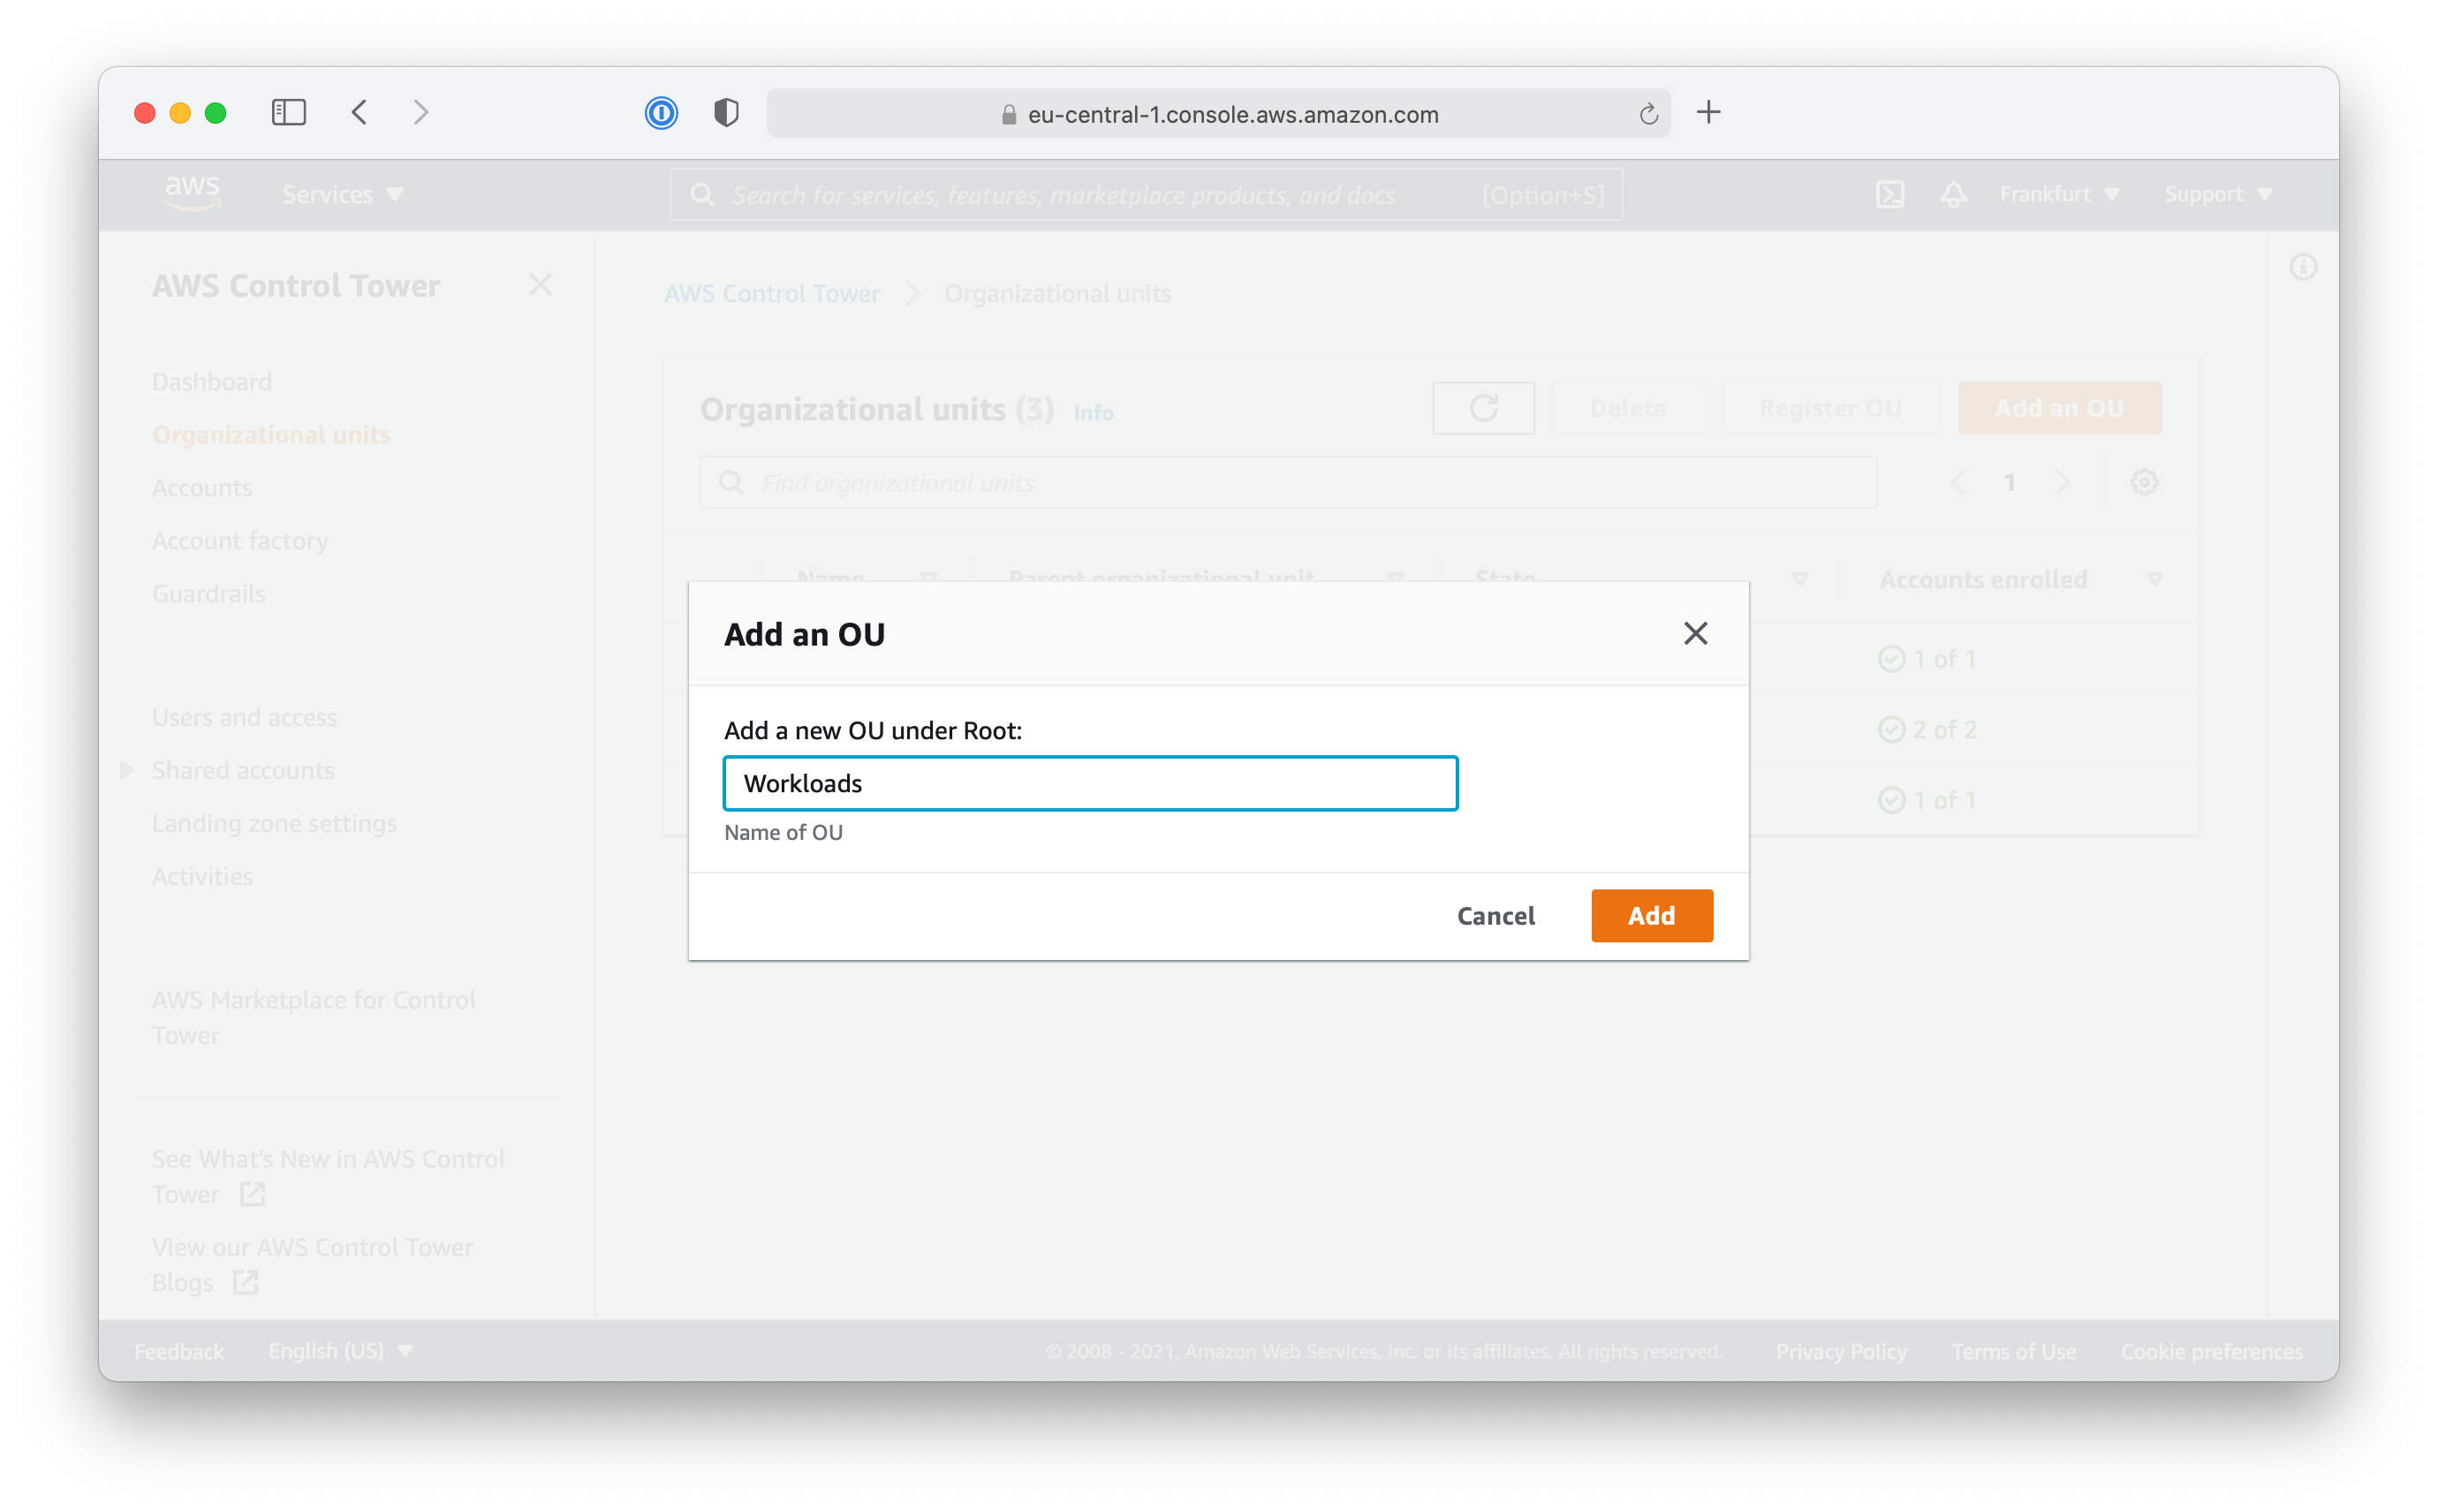 eu-central-1.console.aws.amazon.com
aws Services Search for services, features, marketplace products, and docs [Option+S] Frankfurt Support
AWS Control Tower
Dashboard
Organizational units
Accounts
Account factory
Guardrails
Users and access
Shared accounts
Landing zone settings
Activities
AWS Marketplace for Control
Tower
See What's New in AWS Control
Tower
View our AWS Control Tower
Blogs
AWS Control Tower Organizational units
Organizational units (3) Info Delete Register OU Add an OU
Find organizational units 1
Name Parent organizational unit State Accounts enrolled
1 of 1
2 of 2
1 of 1
Add an OU
Add a new OU under Root:
Workloads
Name of OU
Cancel Add
Feedback English (US) © 2008 - 2021, Amazon Web Services, Inc. or its affiliates. All rights reserved. Privacy Policy Terms of Use Cookie preferences